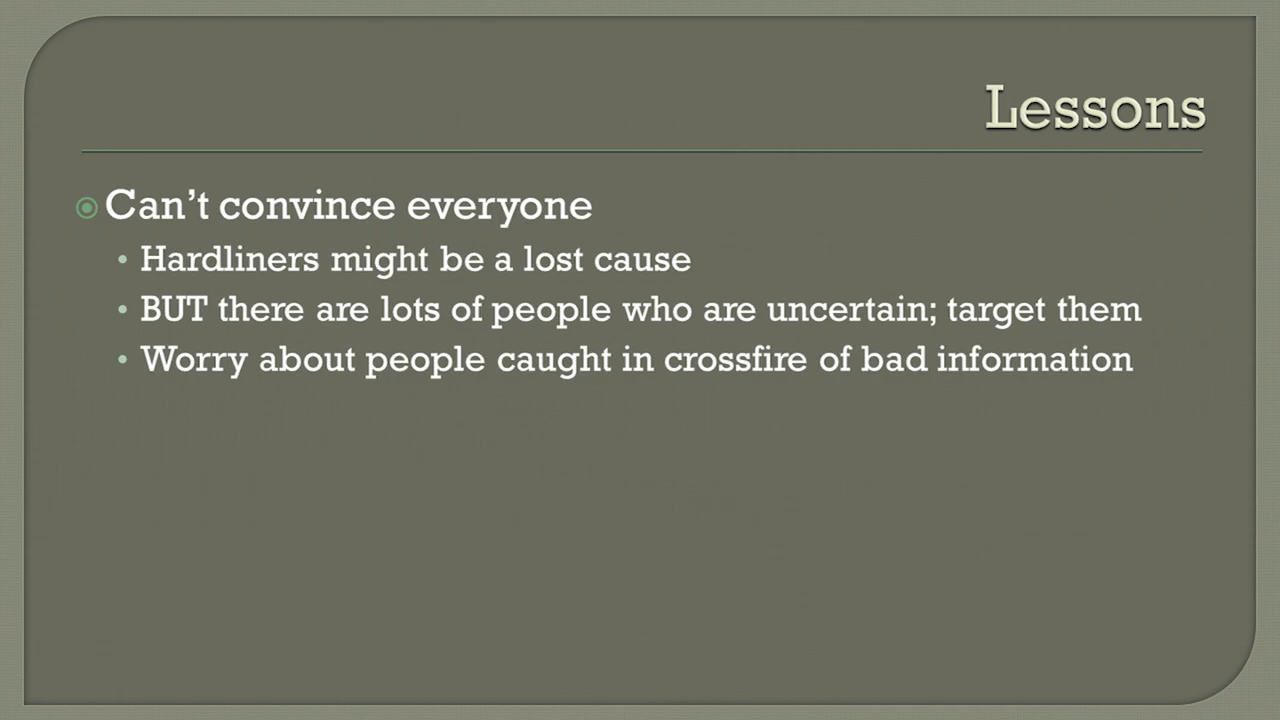 Lessons
Can't convince everyone
Hardliners might be a lost cause
BUT there are lots of people who are uncertain; target them
Worry about people caught in crossfire of bad information